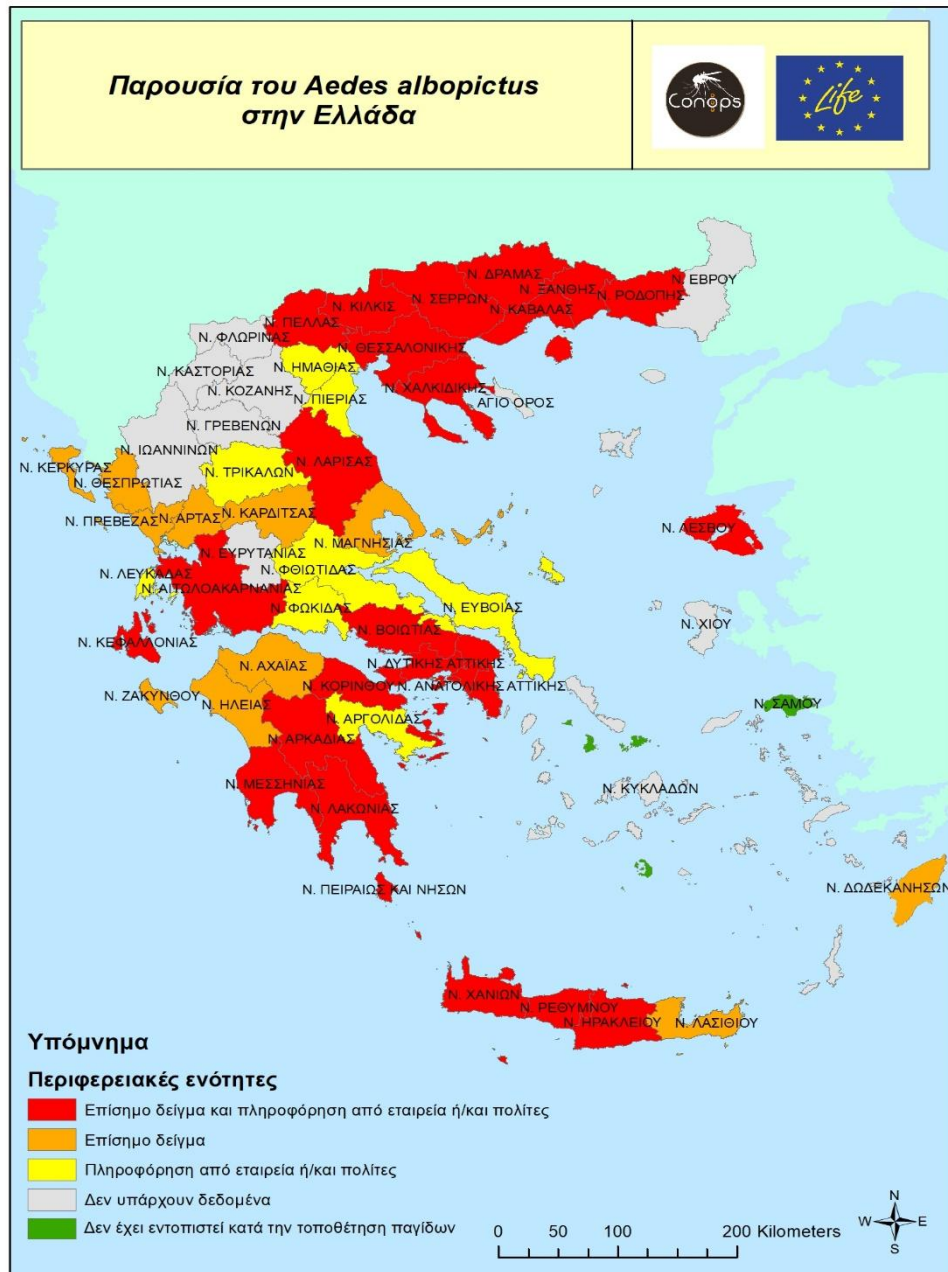 Παρουσία του Aedes albopictus
στην Ελλάδα
Conops
Life
Ν. ΔΡΑΜΑΣ
Ν. ΕΒΡΟΥ
Ν. ΞΑΝΘΗΣ
Ν. ΣΕΡΡΩΝ
Ν. ΡΟΔΟΠΗΣ
Ν. ΚΙΛΚΙΣ
Ν. ΚΑΒΑΛΑΣ
Ν. ΠΕΛΛΑΣ
Ν. ΦΛΩΡΙΝΑΣ
Ν. ΘΕΣΣΑΛΟΝΙΚΗΣ
Ν. ΗΜΑΘΙΑΣ
Ν. ΚΑΣΤΟΡΙΑΣ
Ν. ΚΟΖΑΝΗΣ
Ν. ΧΑΛΚΙΔΙΚΗΣ
Ν. ΠΙΕΡΙΑΣ
ΑΓΙΟ ΟΡΟΣ
Ν. ΓΡΕΒΕΝΩΝ
Ν. ΙΩΑΝΝΙΝΩΝ
Ν. ΛΑΡΙΣΑΣ
Ν. ΚΕΡΚΥΡΑΣ
Ν. ΤΡΙΚΑΛΩΝ
Ν. ΘΕΣΠΡΩΤΙΑΣ
Ν. ΚΑΡΔΙΤΣΑΣ
Ν. ΠΡΕΒΕΖΑΣ
Ν. ΑΡΤΑΣ
Ν. ΛΕΣΒΟΥ
Ν. ΜΑΓΝΗΣΙΑΣ
Ν. ΕΥΡΥΤΑΝΙΑΣ
Ν. ΦΘΙΩΤΙΔΑΣ
Ν. ΛΕΥΚΑΔΑΣ
Ν. ΑΙΤΩΛΟΑΚΑΡΝΑΝΙΑΣ
Ν. ΦΩΚΙΔΑΣ
Ν. ΕΥΒΟΙΑΣ
Ν. ΧΙΟΥ
Ν. ΒΟΙΩΤΙΑΣ
Ν. ΚΕΦΑΛΛΟΝΙΑΣ
Ν. ΑΧΑΪΑΣ
Ν. ΔΥΤΙΚΗΣ ΑΤΤΙΚΗΣ
Ν. ΚΟΡΙΝΘΟΥ
Ν. ΑΝΑΤΟΛΙΚΗΣ ΑΤΤΙΚΗΣ
Ν. ΖΑΚΥΝΘΟΥ
Ν. ΗΛΕΙΑΣ
Ν. ΣΑΜΟΥ
Ν. ΑΡΓΟΛΙΔΑΣ
Ν. ΑΡΚΑΔΙΑΣ
Ν. ΜΕΣΣΗΝΙΑΣ
Ν. ΚΥΚΛΑΔΩΝ
Ν. ΛΑΚΩΝΙΑΣ
Ν. ΠΕΙΡΑΙΩΣ ΚΑΙ ΝΗΣΩΝ
Ν. ΔΩΔΕΚΑΝΗΣΩΝ
Ν. ΧΑΝΙΩΝ
Ν. ΡΕΘΥΜΝΟΥ
Ν. ΗΡΑΚΛΕΙΟΥ
Ν. ΛΑΣΙΘΙΟΥ
Υπόμνημα
Περιφερειακές ενότητες
Επίσημο δείγμα και πληροφόρηση από εταιρεία ή/και πολίτες
Επίσημο δείγμα
Πληροφόρηση από εταιρεία ή/και πολίτες
Δεν υπάρχουν δεδομένα
Δεν έχει εντοπιστεί κατά την τοποθέτηση παγίδων
0 50 100 200 Kilometers
N
W E
S